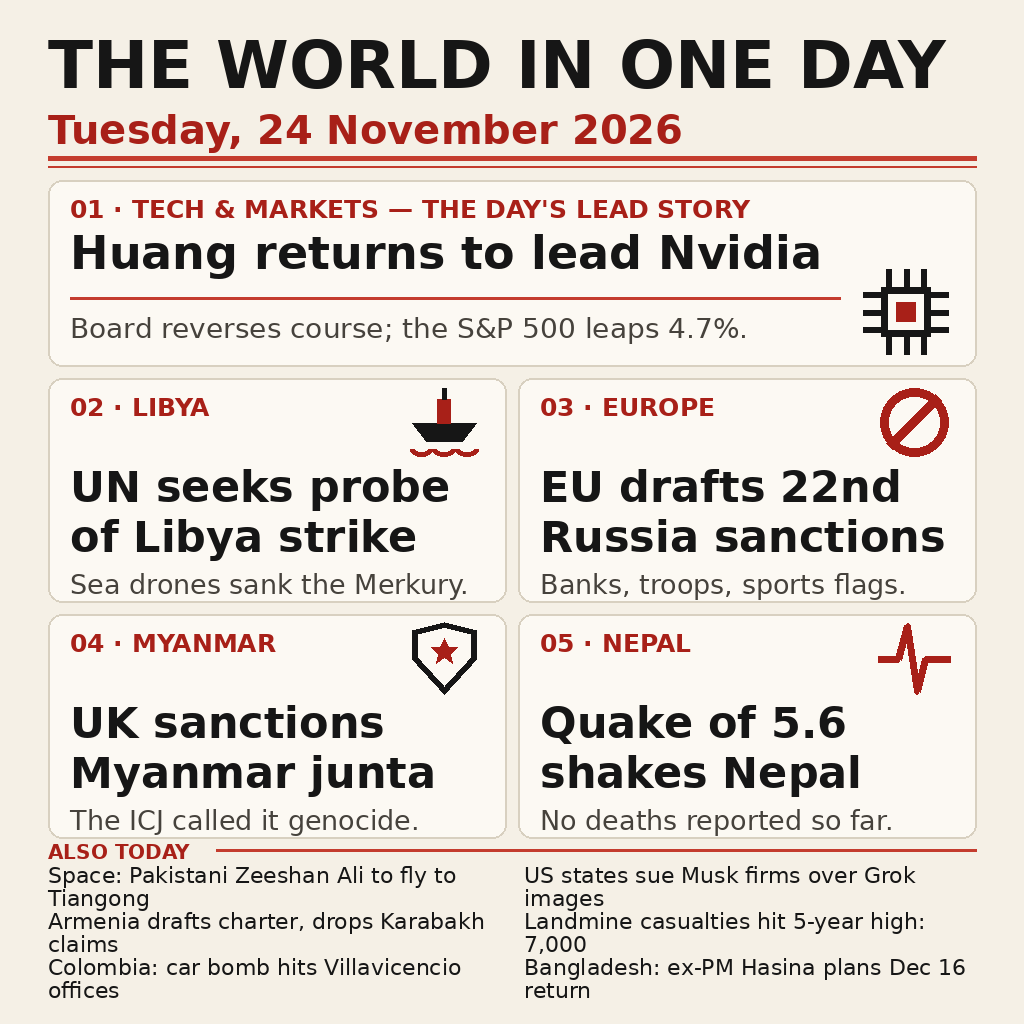 THE WORLD IN ONE DAY
Tuesday, 24 November 2026
01 · TECH & MARKETS — THE DAY'S LEAD STORY
Huang returns to lead Nvidia
Board reverses course; the S&P 500 leaps 4.7%.
02 · LIBYA
UN seeks probe
of Libya strike
Sea drones sank the Merkury.
03 · EUROPE
EU drafts 22nd
Russia sanctions
Banks, troops, sports flags.
04 · MYANMAR
UK sanctions
Myanmar junta
The ICJ called it genocide.
05 · NEPAL
Quake of 5.6
shakes Nepal
No deaths reported so far.
ALSO TODAY
Space: Pakistani Zeeshan Ali to fly to
Tiangong
Armenia drafts charter, drops Karabakh
claims
Colombia: car bomb hits Villavicencio
offices
US states sue Musk firms over Grok
images
Landmine casualties hit 5-year high:
7,000
Bangladesh: ex-PM Hasina plans Dec 16
return